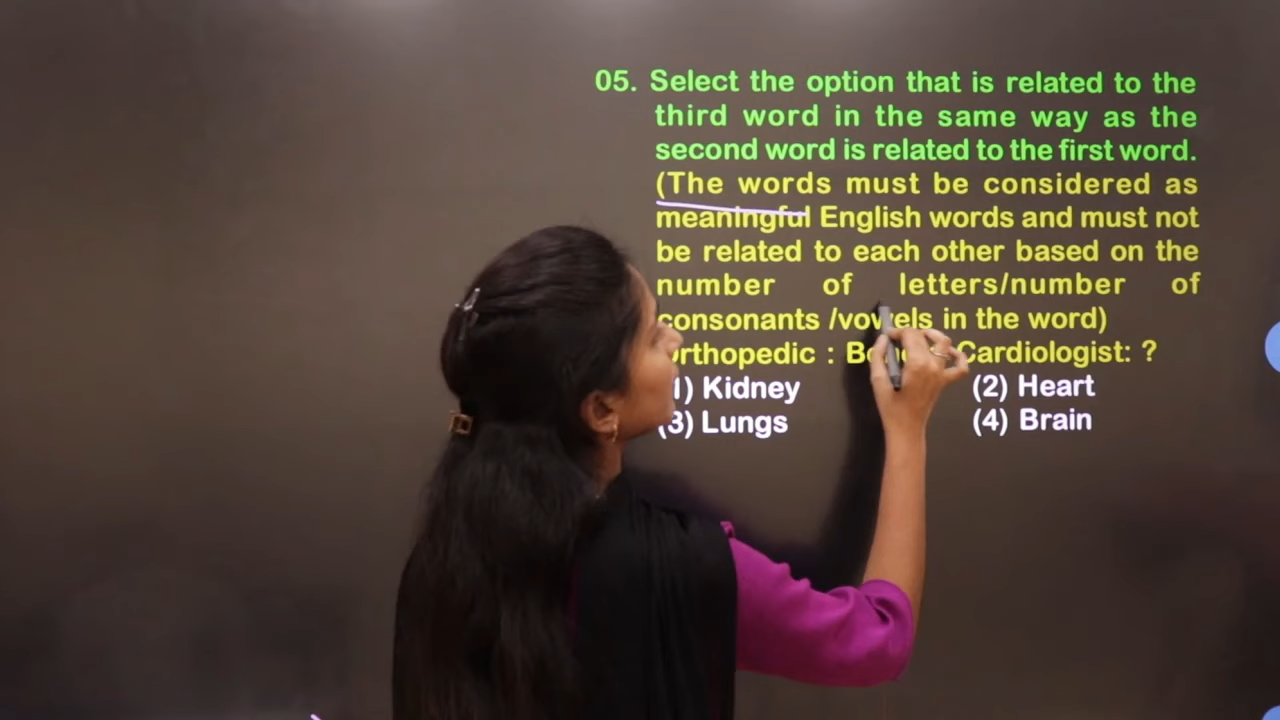 05. Select the option that is related to the
third word in the same way as the
second word is related to the first word.
(The words must be considered as
meaningful English words and must not
be related to each other based on the
number of letters/number of
consonants /vowels in the word)
Cardiologist: ?
(2) Heart
Kidney
(3) Lungs
(4) Brain